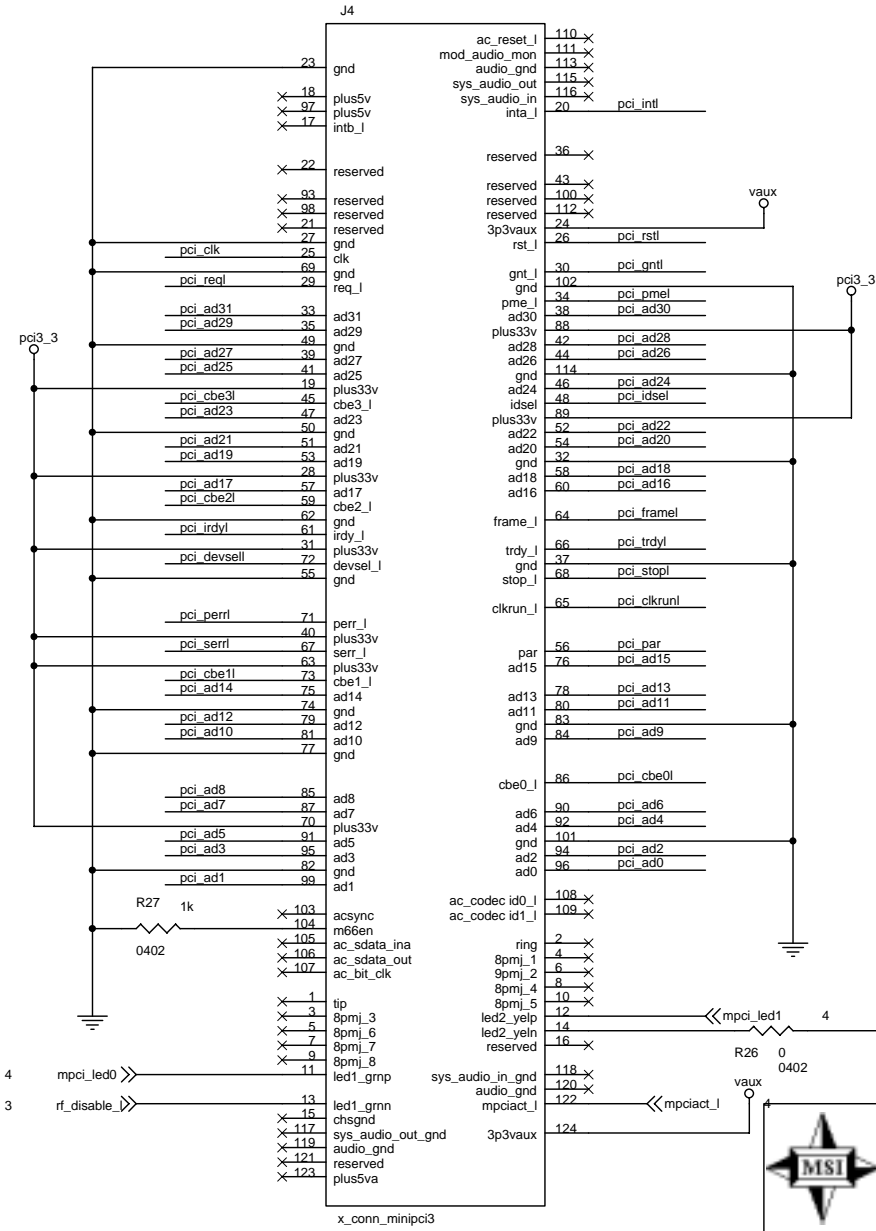 J4
ac_reset_l 110
mod_audio_mon 111
23 gnd audio_gnd 113
sys_audio_out 115
18 plus5v sys_audio_in 116
97 plus5v inta_l 20 pci_intl
17 intb_l
reserved 36
22 reserved
reserved 43
93 reserved reserved 100
98 reserved reserved 112 vaux
21 reserved 3p3vaux 24
27 gnd rst_l 26 pci_rstl
pci_clk 25 clk
69 gnd gnt_l 30 pci_gntl
pci_reql 29 req_l gnd 102 pci3_3
pme_l 34 pci_pmel
pci_ad31 33 ad31 ad30 38 pci_ad30
pci_ad29 35 ad29 plus33v 88
pci3_3 49 gnd ad28 42 pci_ad28
pci_ad27 39 ad27 ad26 44 pci_ad26
pci_ad25 41 ad25 gnd 114
19 plus33v ad24 46 pci_ad24
pci_cbe3l 45 cbe3_l idsel 48 pci_idsel
pci_ad23 47 ad23 plus33v 89
50 gnd ad22 52 pci_ad22
pci_ad21 51 ad21 ad20 54 pci_ad20
pci_ad19 53 ad19 gnd 32
28 plus33v ad18 58 pci_ad18
pci_ad17 57 ad17 ad16 60 pci_ad16
pci_cbe2l 59 cbe2_l
62 gnd frame_l 64 pci_framel
pci_irdyl 61 irdy_l
31 plus33v trdy_l 66 pci_trdyl
pci_devsell 72 devsel_l gnd 37
55 gnd stop_l 68 pci_stopl
clkrun_l 65 pci_clkrunl
pci_perrl 71 perr_l
40 plus33v
pci_serrl 67 serr_l par 56 pci_par
63 plus33v ad15 76 pci_ad15
pci_cbe1l 73 cbe1_l
pci_ad14 75 ad14 ad13 78 pci_ad13
74 gnd ad11 80 pci_ad11
pci_ad12 79 ad12 gnd 83
pci_ad10 81 ad10 ad9 84 pci_ad9
77 gnd
cbe0_l 86 pci_cbe0l
pci_ad8 85 ad8
pci_ad7 87 ad7 ad6 90 pci_ad6
70 plus33v ad4 92 pci_ad4
pci_ad5 91 ad5 gnd 101
pci_ad3 95 ad3 ad2 94 pci_ad2
82 gnd ad0 96 pci_ad0
pci_ad1 99 ad1
R27 1k ac_codec id0_l 108
103 acsync ac_codec id1_l 109
104 m66en
0402 105 ac_sdata_ina ring 2
106 ac_sdata_out 8pmj_1 4
107 ac_bit_clk 9pmj_2 6
8pmj_4 8
1 tip 8pmj_5 10
3 8pmj_3 led2_yelp 12 mpci_led1 4
5 8pmj_6 led2_yeln 14
7 8pmj_7 reserved 16
9 8pmj_8 R26 0
4 mpci_led0 11 led1_grnp sys_audio_in_gnd 118 0402
audio_gnd 120 vaux
3 rf_disable_l 13 led1_grnn mpciact_l 122 mpciact_l 4
15 chsgnd
117 sys_audio_out_gnd 3p3vaux 124
119 audio_gnd
121 reserved
123 plus5va
MSI
x_conn_minipci3